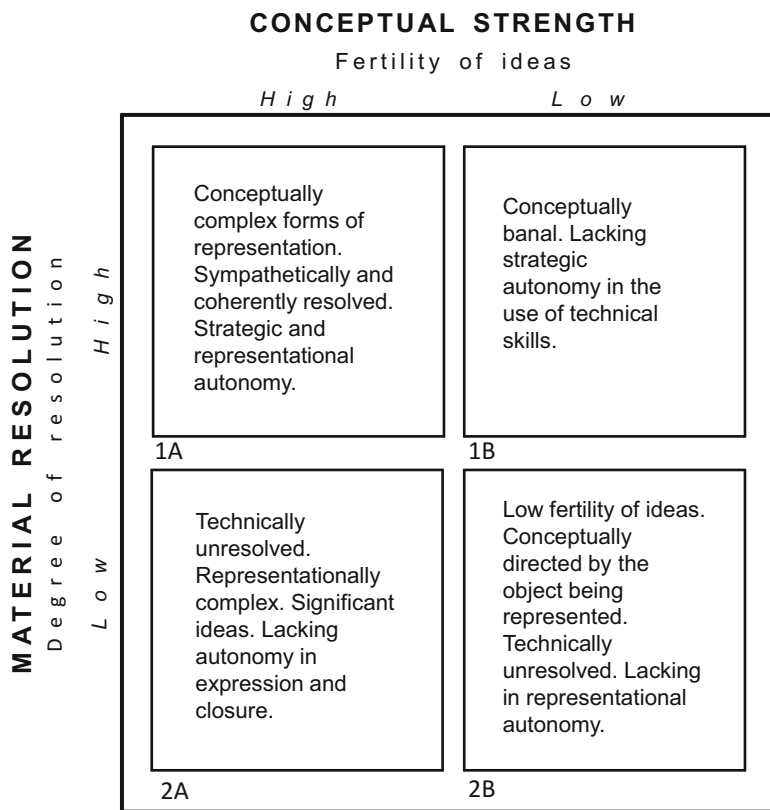 CONCEPTUAL STRENGTH
Fertility of ideas
High
Low
MATERIAL RESOLUTION
Degree of resolution
High
Low
Conceptually
complex forms of
representation.
Sympathetically and
coherently resolved.
Strategic and
representational
autonomy.
1A
Conceptually
banal. Lacking
strategic
autonomy in the
use of technical
skills.
1B
Technically
unresolved.
Representationally
complex. Significant
ideas. Lacking
autonomy in
expression and
closure.
2A
Low fertility of ideas.
Conceptually
directed by the
object being
represented.
Technically
unresolved. Lacking
in representational
autonomy.
2B